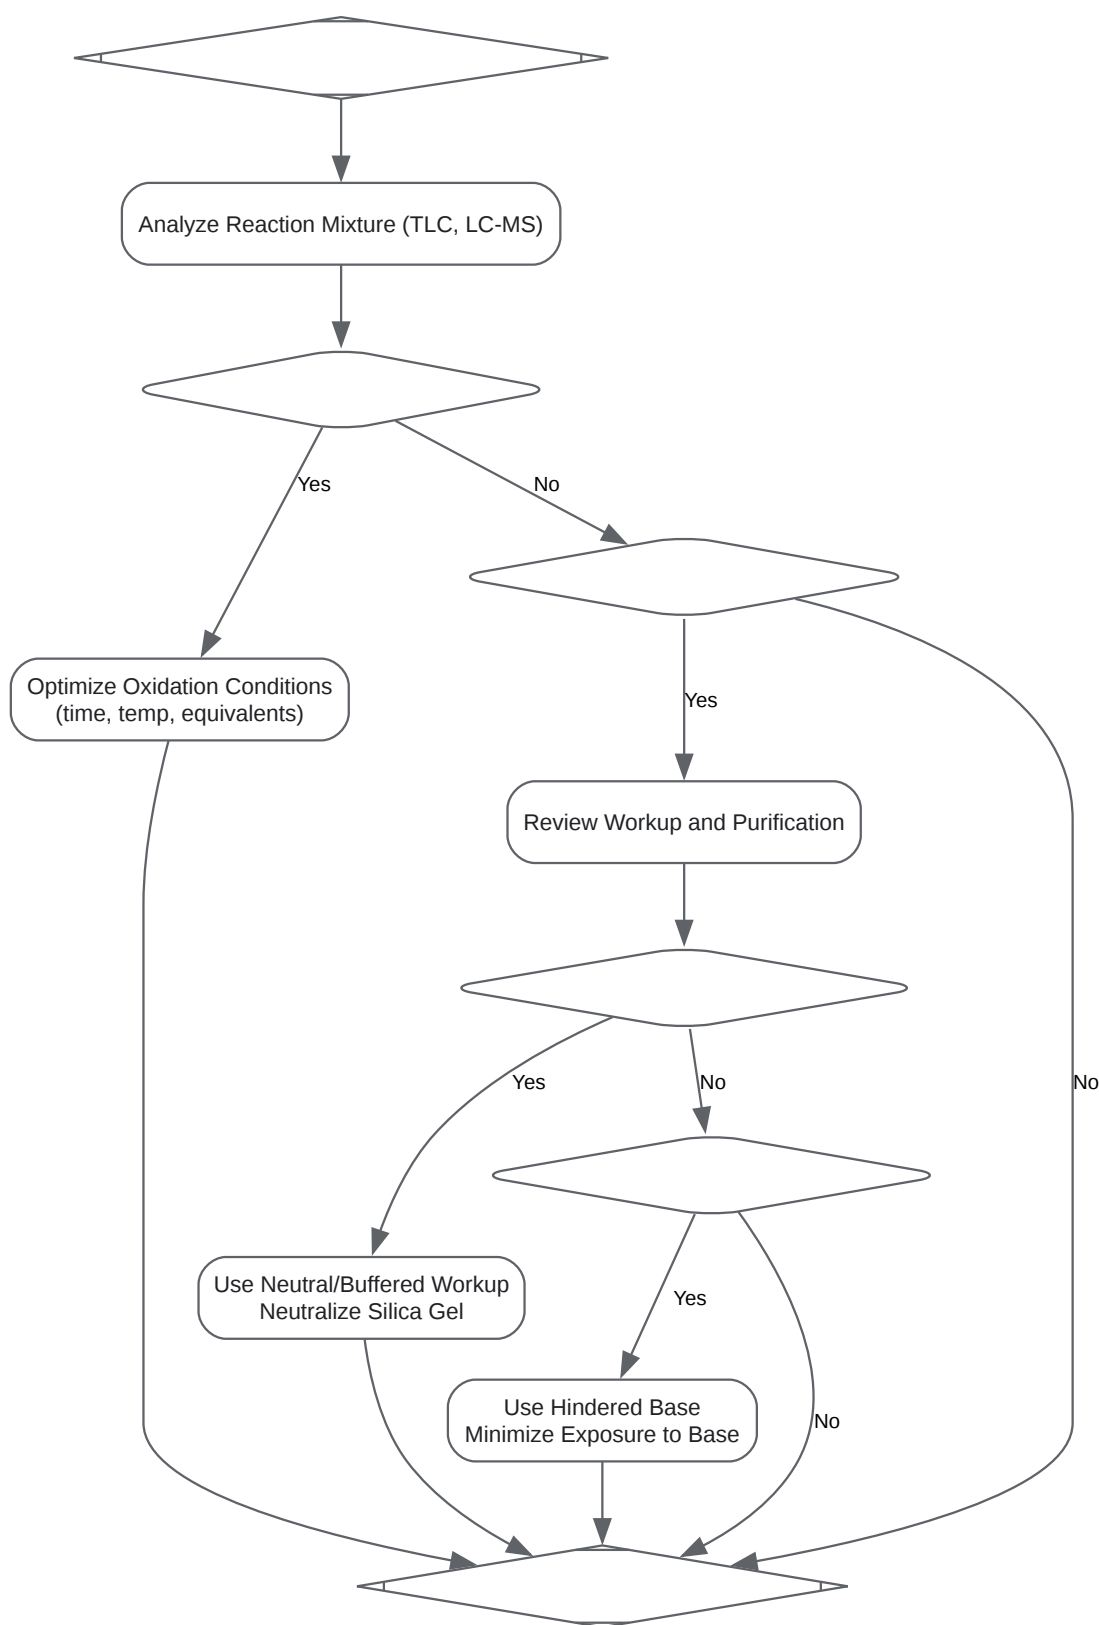 Analyze Reaction Mixture (TLC, LC-MS)
Yes
No
Optimize Oxidation Conditions
(time, temp, equivalents)
Yes
Review Workup and Purification
Yes
No
No
Use Neutral/Buffered Workup
Neutralize Silica Gel
Yes
Use Hindered Base
Minimize Exposure to Base
No